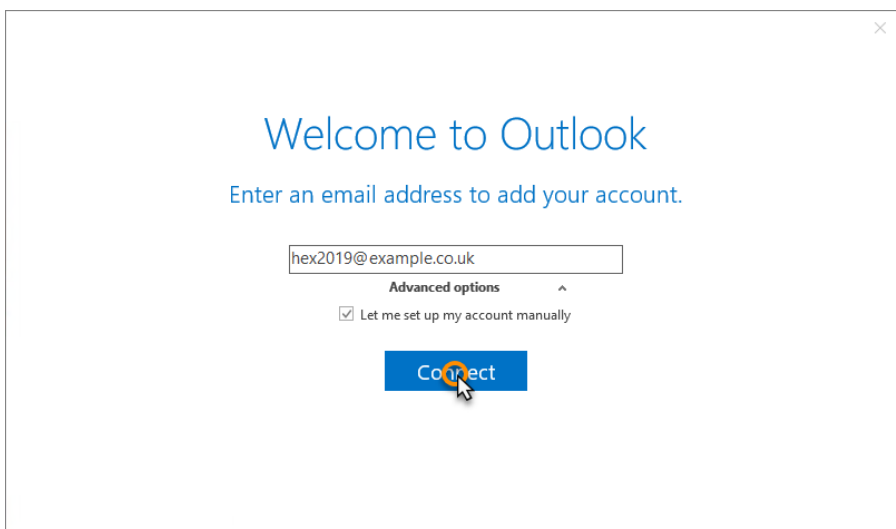 Welcome to Outlook
Enter an email address to add your account.
hex2019@example.co.uk
Advanced options
Let me set up my account manually
Connect